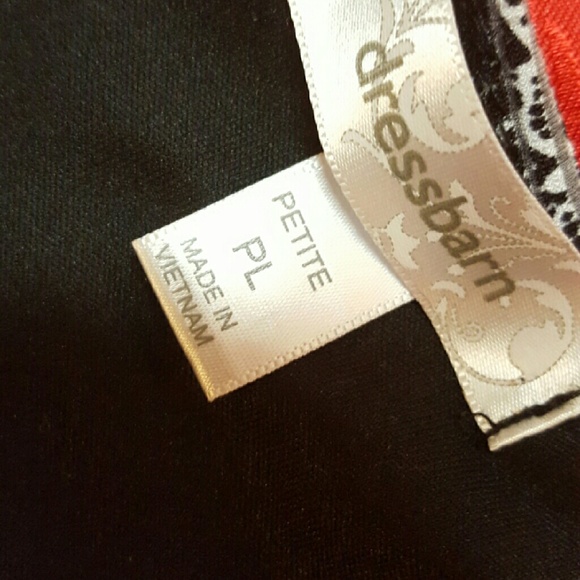 dressbarn
PETITE
PL
MADE IN
VIETNAM